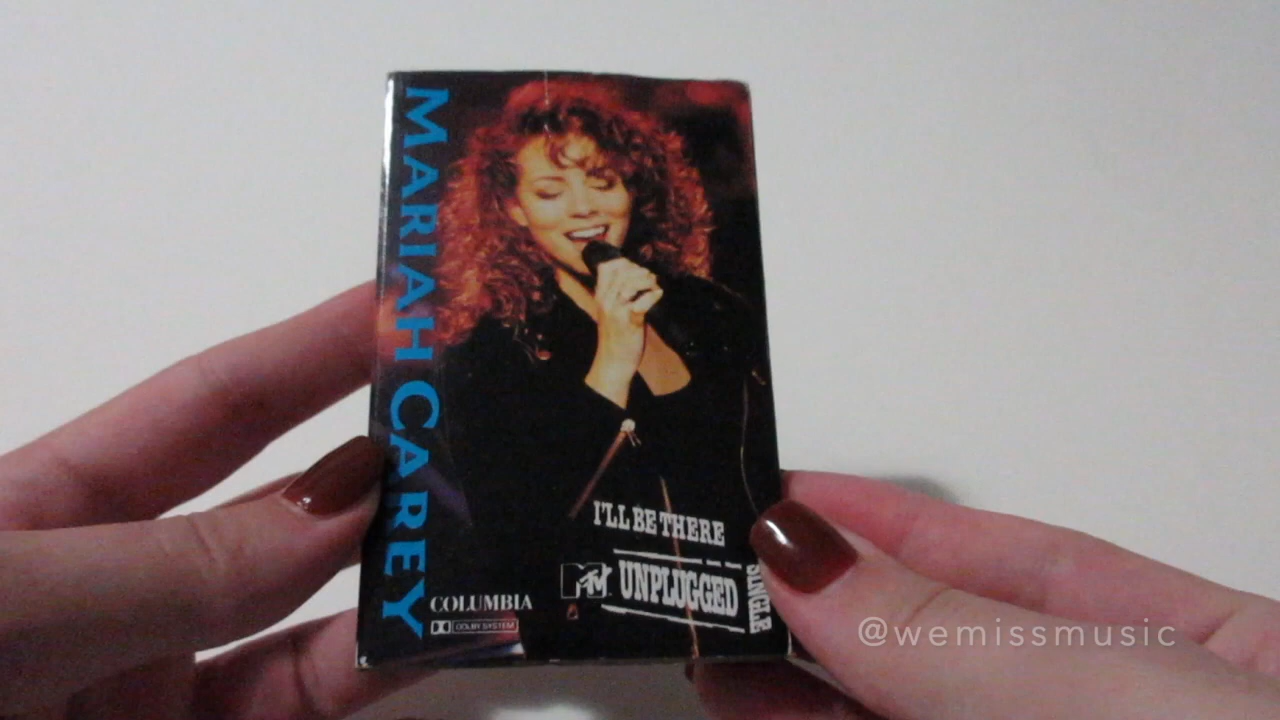 MARIAH CAREY
I'LL BE THERE
MTV UNPLUGGED
SINGLE
COLUMBIA
DOLBY SYSTEM
@wemissmusic